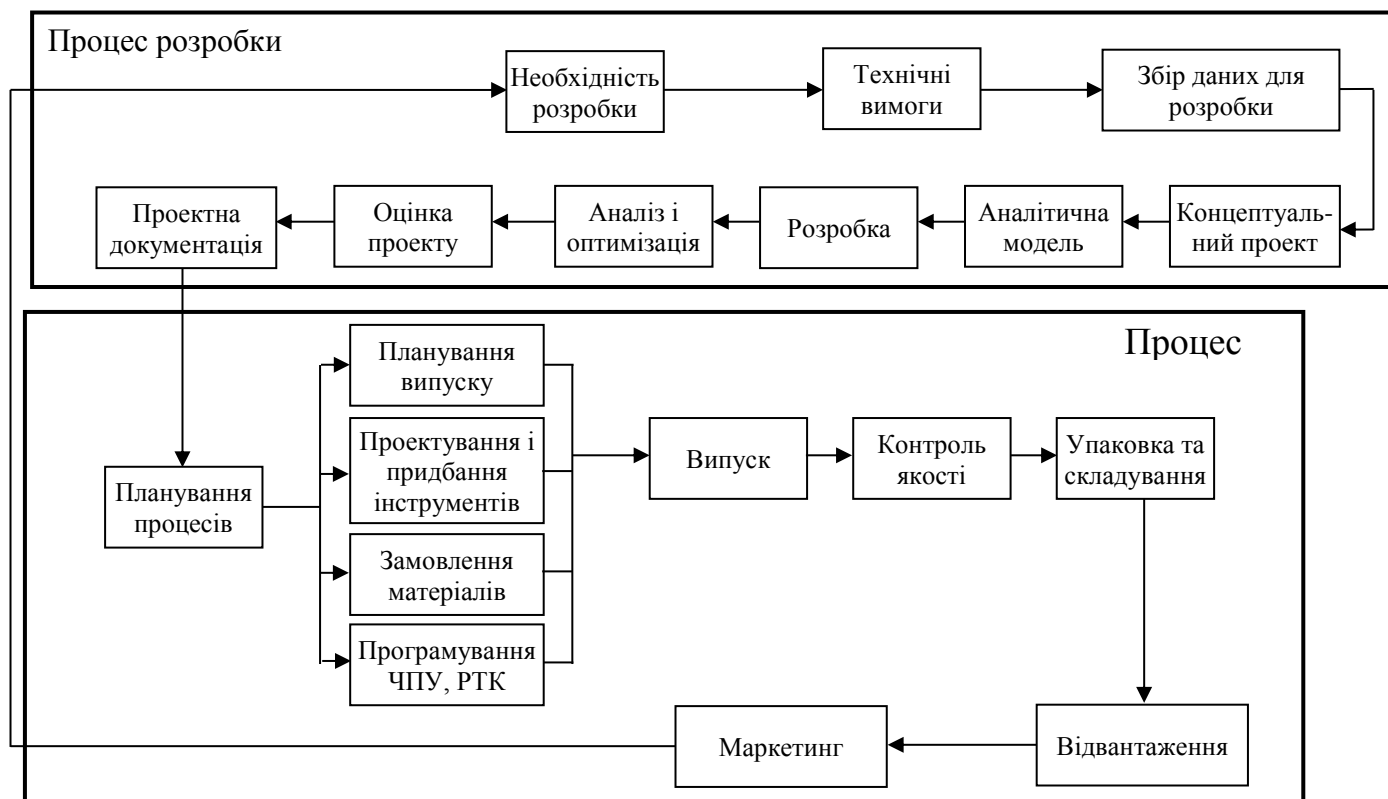 Процес розробки
Необхідність
розробки
Технічні
вимоги
Збір даних для
розробки
Проектна
документація
Оцінка
проекту
Аналіз і
оптимізація
Розробка
Аналітична
модель
Концептуаль-
ний проект
Процес
Планування
випуску
Проектування і
придбання
інструментів
Замовлення
матеріалів
Програмування
ЧПУ, РТК
Планування
процесів
Випуск
Контроль
якості
Упаковка та
складування
Маркетинг
Відвантаження